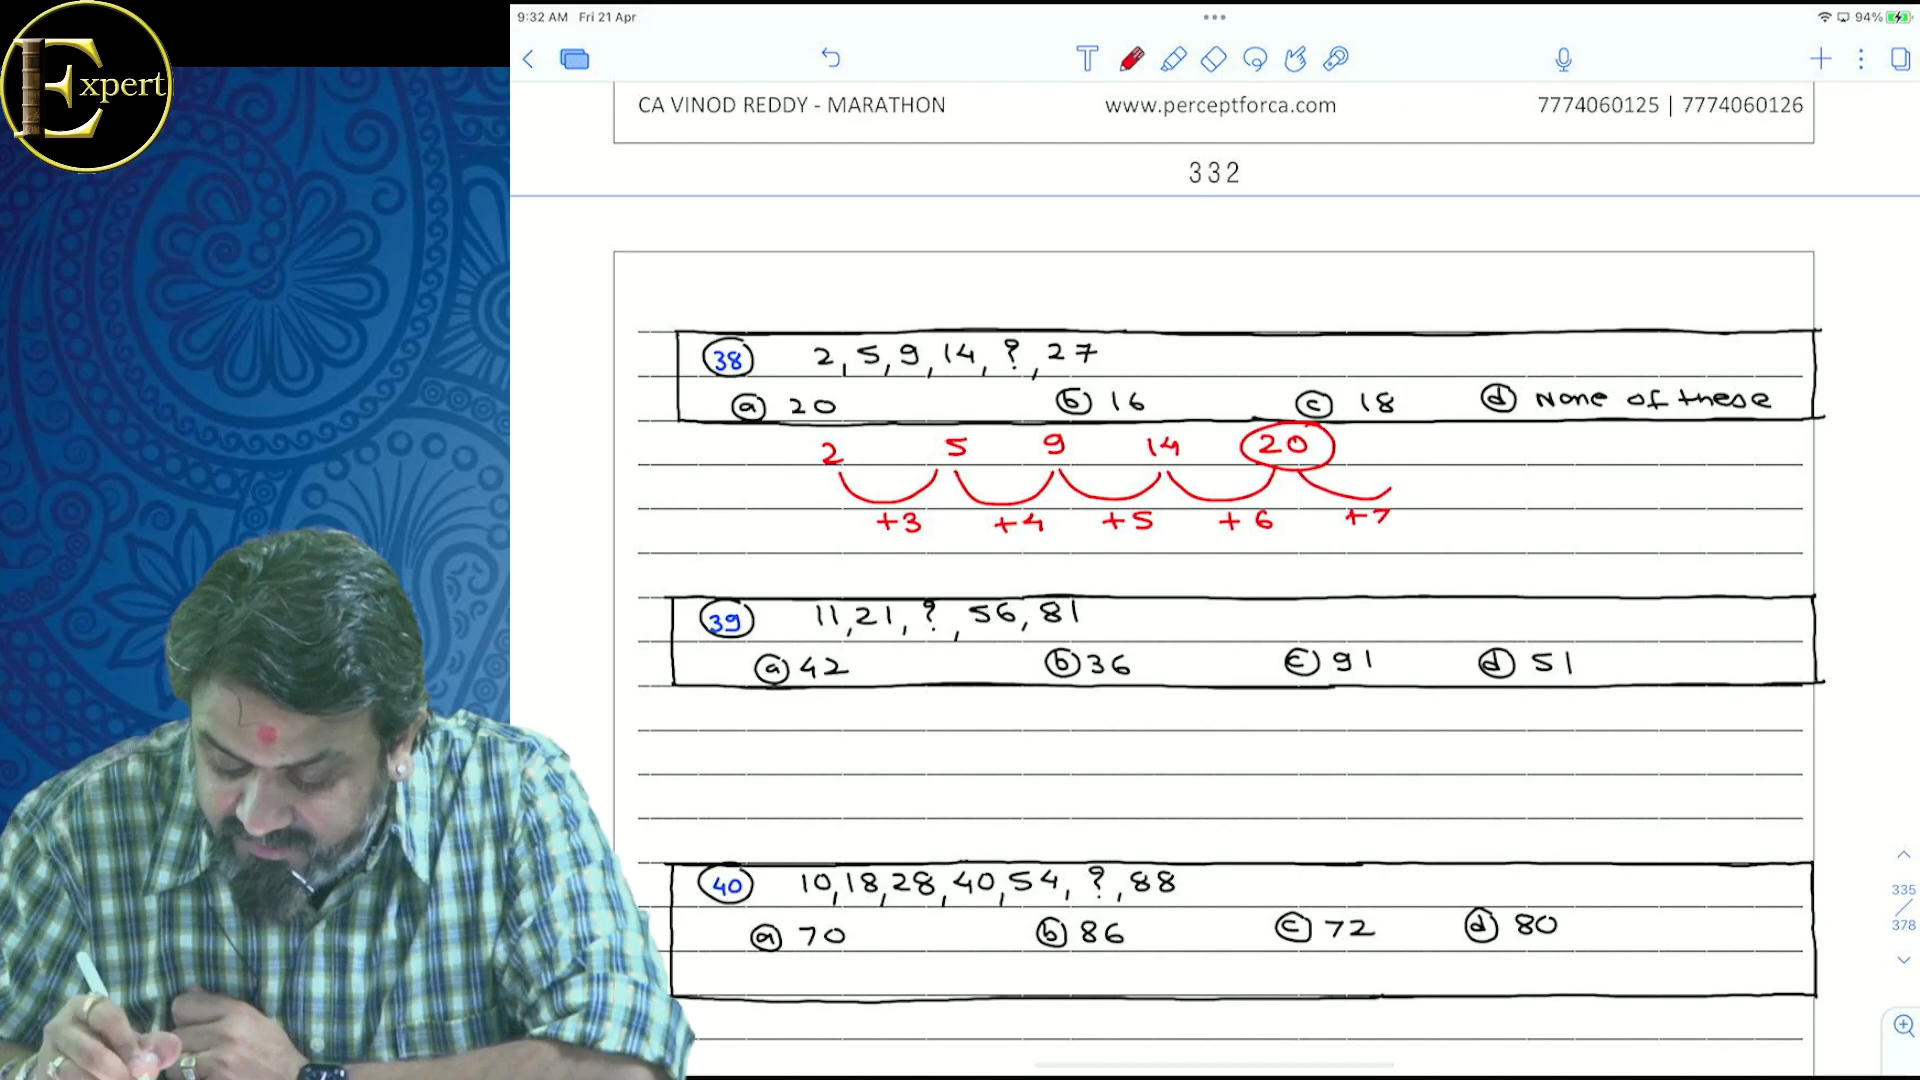 Expert
9:32 AM Fri 21 Apr
94%
CA VINOD REDDY - MARATHON www.perceptforca.com 7774060125 | 7774060126
332
38 2, 5, 9, 14, ?, 27
a 20 b 16 c 18 d None of these
2 5 9 14 20
+3 +4 +5 +6 +7
39 11, 21, ?, 56, 81
a 42 b 36 c 91 d 51
40 10, 18, 28, 40, 54, ?, 88
a 70 b 86 c 72 d 80
335
378